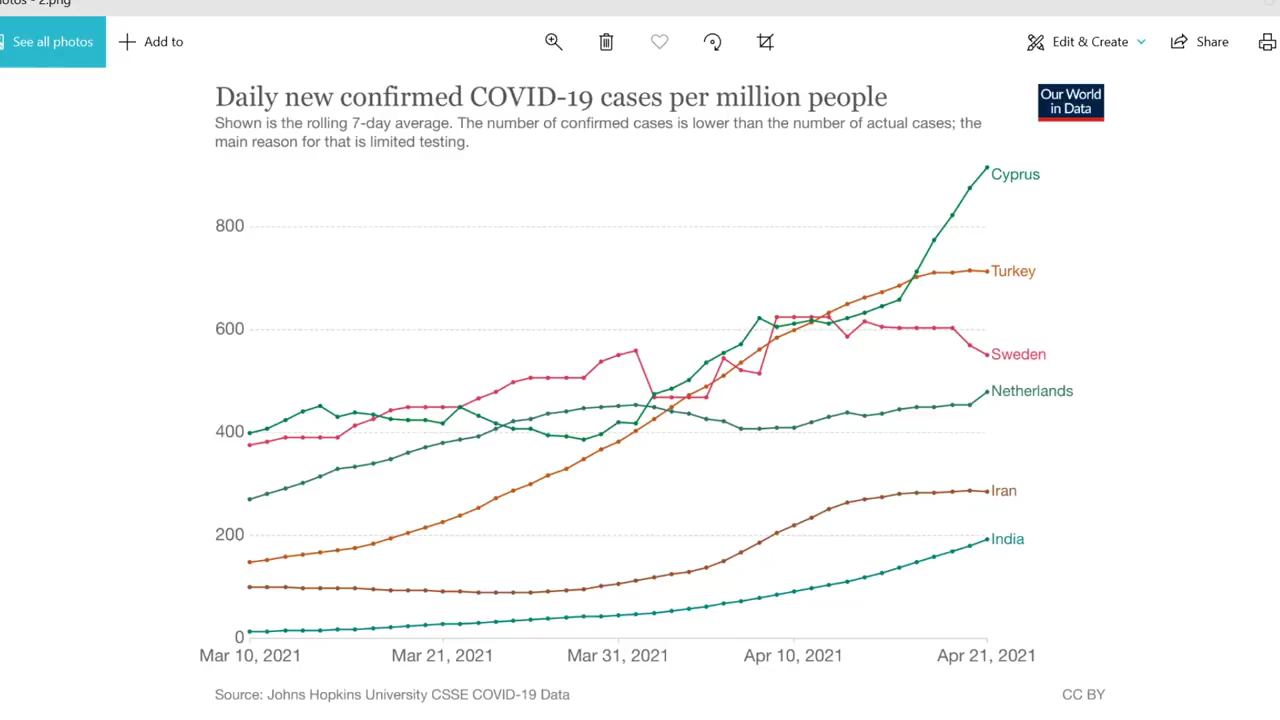 - 2.png
See all photos
Add to
Edit & Create
Share
Daily new confirmed COVID-19 cases per million people
Our World
in Data
Shown is the rolling 7-day average. The number of confirmed cases is lower than the number of actual cases; the
main reason for that is limited testing.
Cyprus
800
Turkey
600
Sweden
Netherlands
400
Iran
200
India
0
Mar 10, 2021
Mar 21, 2021
Mar 31, 2021
Apr 10, 2021
Apr 21, 2021
Source: Johns Hopkins University CSSE COVID-19 Data
CC BY